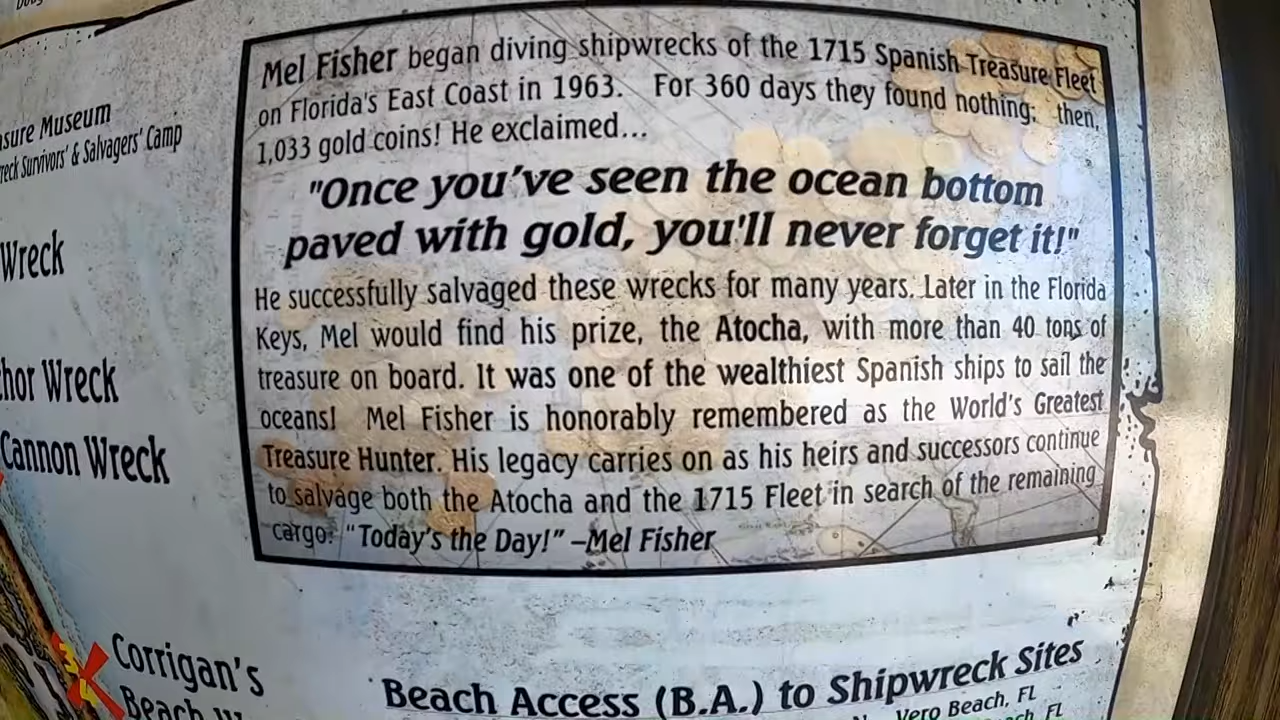 Mel Fisher began diving shipwrecks of the 1715 Spanish Treasure Fleet
on Florida's East Coast in 1963. For 360 days they found nothing; then,
1,033 gold coins! He exclaimed...
"Once you've seen the ocean bottom
paved with gold, you'll never forget it!"
He successfully salvaged these wrecks for many years. Later in the Florida
Keys, Mel would find his prize, the Atocha, with more than 40 tons of
treasure on board. It was one of the wealthiest Spanish ships to sail the
oceans! Mel Fisher is honorably remembered as the World's Greatest
Treasure Hunter. His legacy carries on as his heirs and successors continue
to salvage both the Atocha and the 1715 Fleet in search of the remaining
cargo. "Today's the Day!" –Mel Fisher
Museum
Survivors' & Salvagers' Camp
Wreck
Wreck
Cannon Wreck
Corrigan's
Beach
Beach Access (B.A.) to Shipwreck Sites
Vero Beach, FL
FL